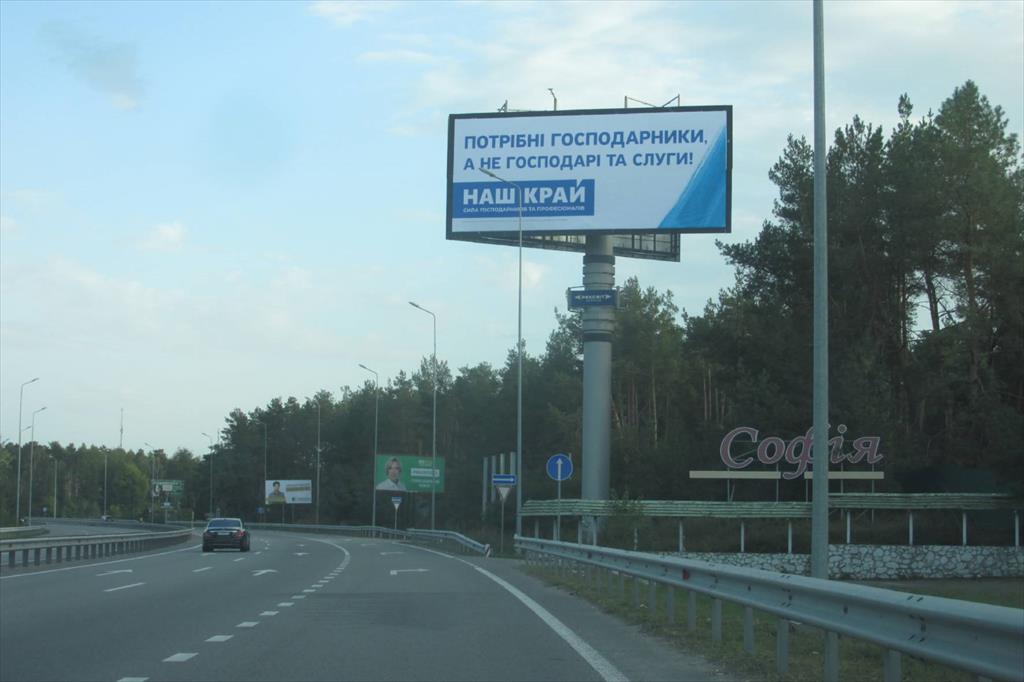 ПОТРІБНІ ГОСПОДАРНИКИ,
А НЕ ГОСПОДАРІ ТА СЛУГИ!
НАШ КРАЙ
СИЛА ГОСПОДАРНИКІВ ТА ПРОФЕСІОНАЛІВ
Софія